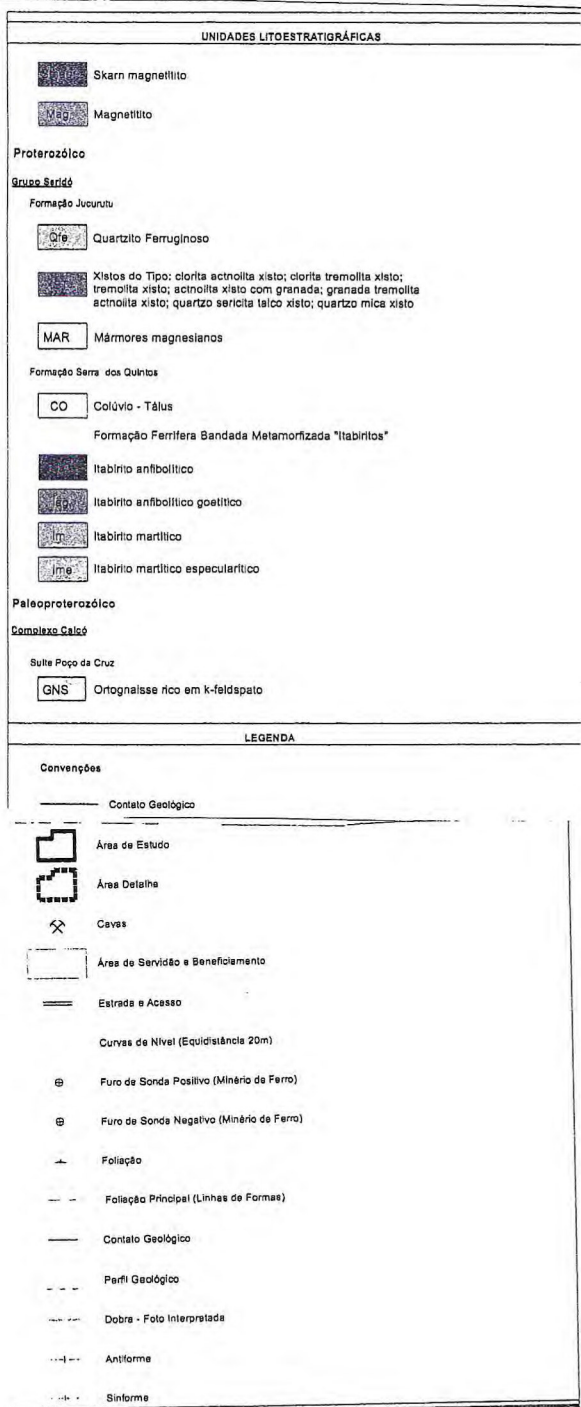 UNIDADES LITOESTRATIGRÁFICAS
Skarn magnetitito
Mag
Magnetitito
Proterozóico
Grupo Seridó
Formação Jucurutu
Qfe
Quartzito Ferruginoso
Xistos do Tipo: clorita actnolita xisto; clorita tremolita xisto;
tremolita xisto; actnolita xisto com granada; granada tremolita
actnolita xisto; quartzo sericita talco xisto; quartzo mica xisto
MAR
Mármores magnesianos
Formação Serra dos Quintos
CO
Colúvio - Tálus
Formação Ferrífera Bandada Metamorfizada "Itabiritos"
Itabirito anfibolítico
Iag
Itabirito anfibolítico goetítico
Im
Itabirito martítico
Ime
Itabirito martítico especularítico
Paleoproterozóico
Complexo Caicó
Suíte Poço da Cruz
GNS
Ortognaisse rico em k-feldspato
LEGENDA
Convenções
Contato Geológico
Área de Estudo
Área Detalhe
Cavas
Área de Servidão e Beneficiamento
Estrada e Acesso
Curvas de Nível (Equidistância 20m)
Furo de Sonda Positivo (Minério de Ferro)
Furo de Sonda Negativo (Minério de Ferro)
Foliação
Foliação Principal (Linhas de Formas)
Contato Geológico
Perfil Geológico
Dobra - Foto Interpretada
Antiforme
Sinforme